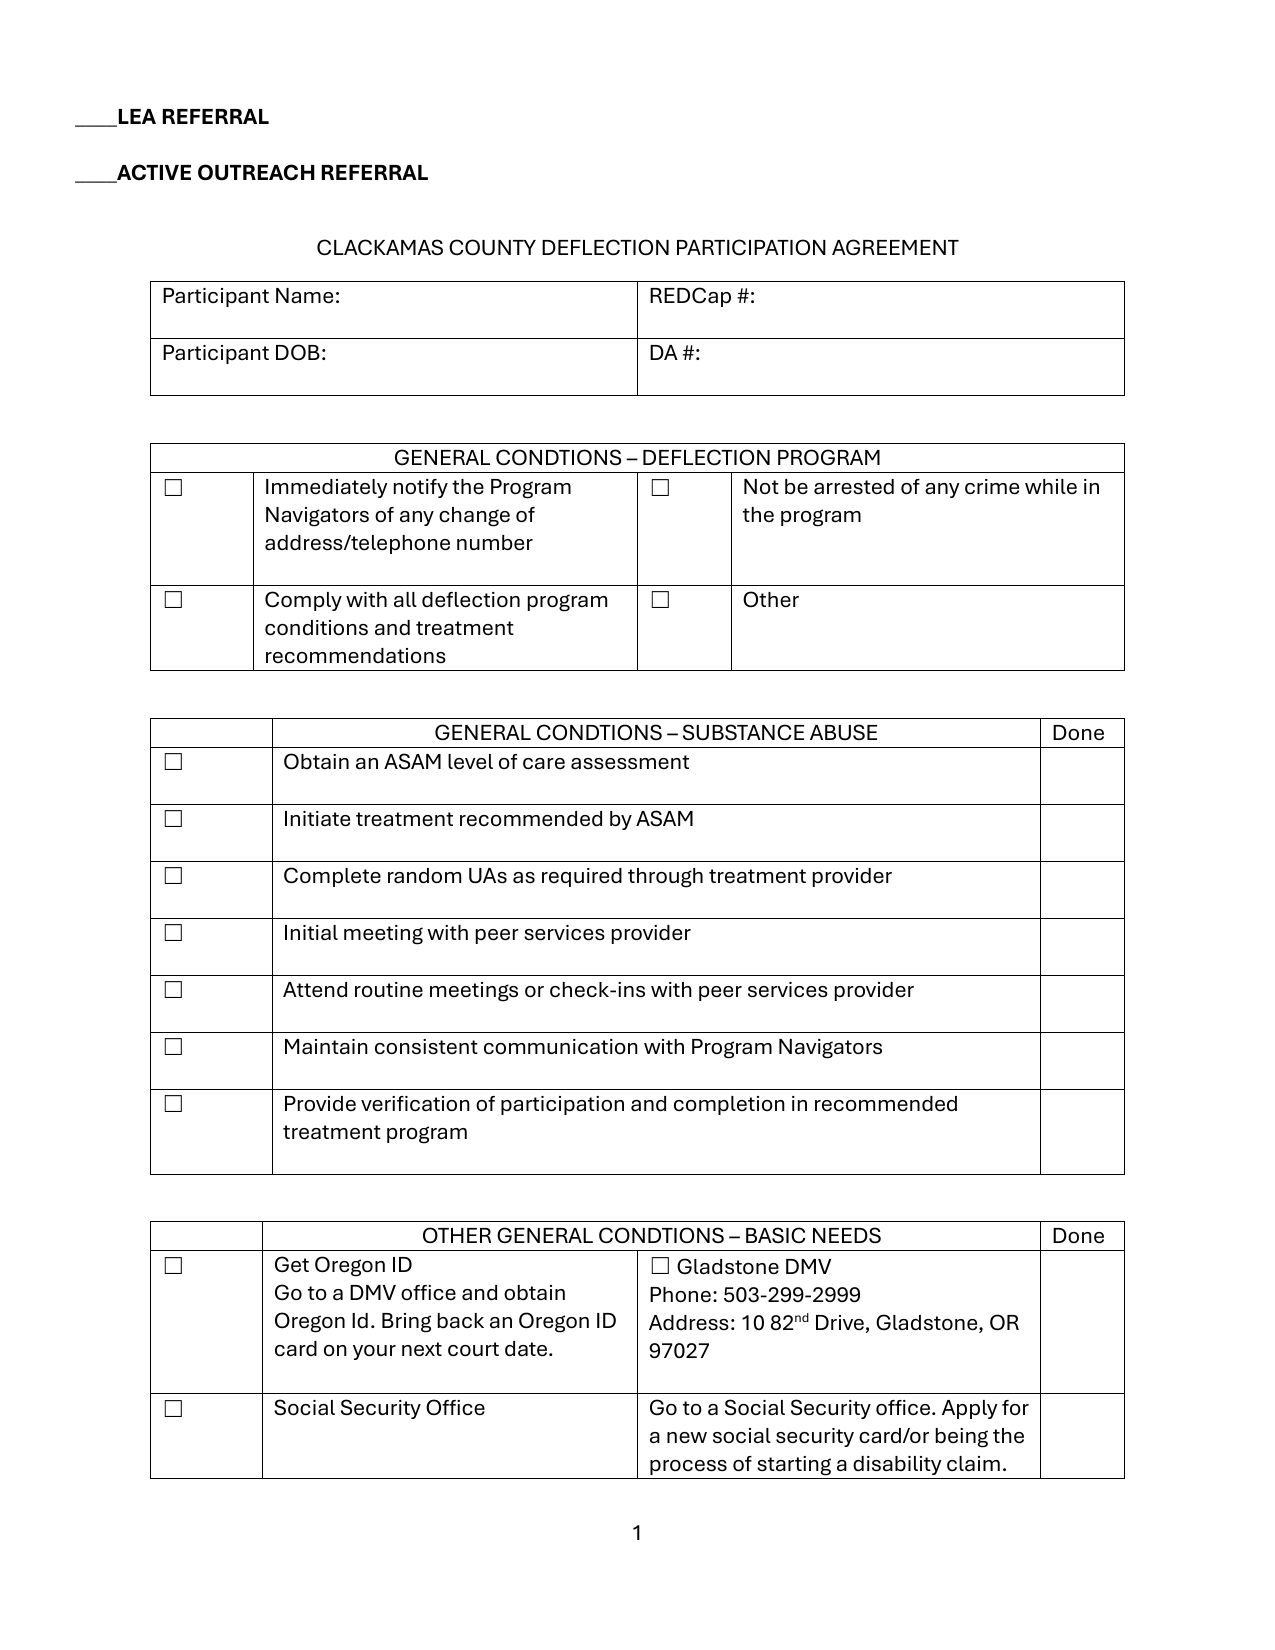 ____LEA REFERRAL
____ACTIVE OUTREACH REFERRAL
CLACKAMAS COUNTY DEFLECTION PARTICIPATION AGREEMENT
Participant Name:
REDCap #:
Participant DOB:
DA #:
GENERAL CONDTIONS – DEFLECTION PROGRAM
☐
Immediately notify the Program
Navigators of any change of
address/telephone number
☐
Not be arrested of any crime while in
the program
☐
Comply with all deflection program
conditions and treatment
recommendations
☐
Other
GENERAL CONDTIONS – SUBSTANCE ABUSE
Done
☐
Obtain an ASAM level of care assessment
☐
Initiate treatment recommended by ASAM
☐
Complete random UAs as required through treatment provider
☐
Initial meeting with peer services provider
☐
Attend routine meetings or check-ins with peer services provider
☐
Maintain consistent communication with Program Navigators
☐
Provide verification of participation and completion in recommended
treatment program
OTHER GENERAL CONDTIONS – BASIC NEEDS
Done
☐
Get Oregon ID
Go to a DMV office and obtain
Oregon Id. Bring back an Oregon ID
card on your next court date.
☐ Gladstone DMV
Phone: 503-299-2999
Address: 10 82nd Drive, Gladstone, OR
97027
☐
Social Security Office
Go to a Social Security office. Apply for
a new social security card/or being the
process of starting a disability claim.
1